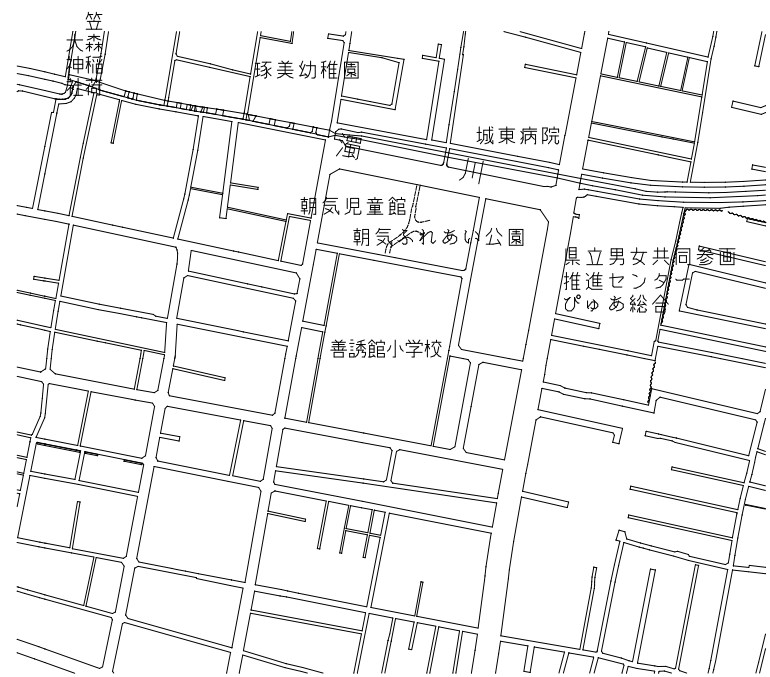 笠森稲荷
大神社
琢美幼稚園
城東病院
濁
川
朝気児童館
朝気ふれあい公園
県立男女共同参画
推進センター
ぴゅあ総合
善誘館小学校